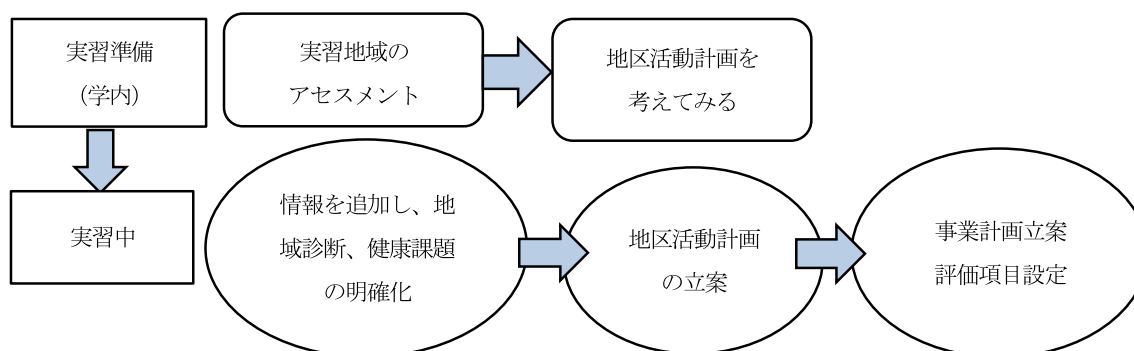 実習準備
（学内）
実習地域の
アセスメント
地区活動計画を
考えてみる
実習中
情報を追加し、地
域診断、健康課題
の明確化
地区活動計画
の立案
事業計画立案
評価項目設定